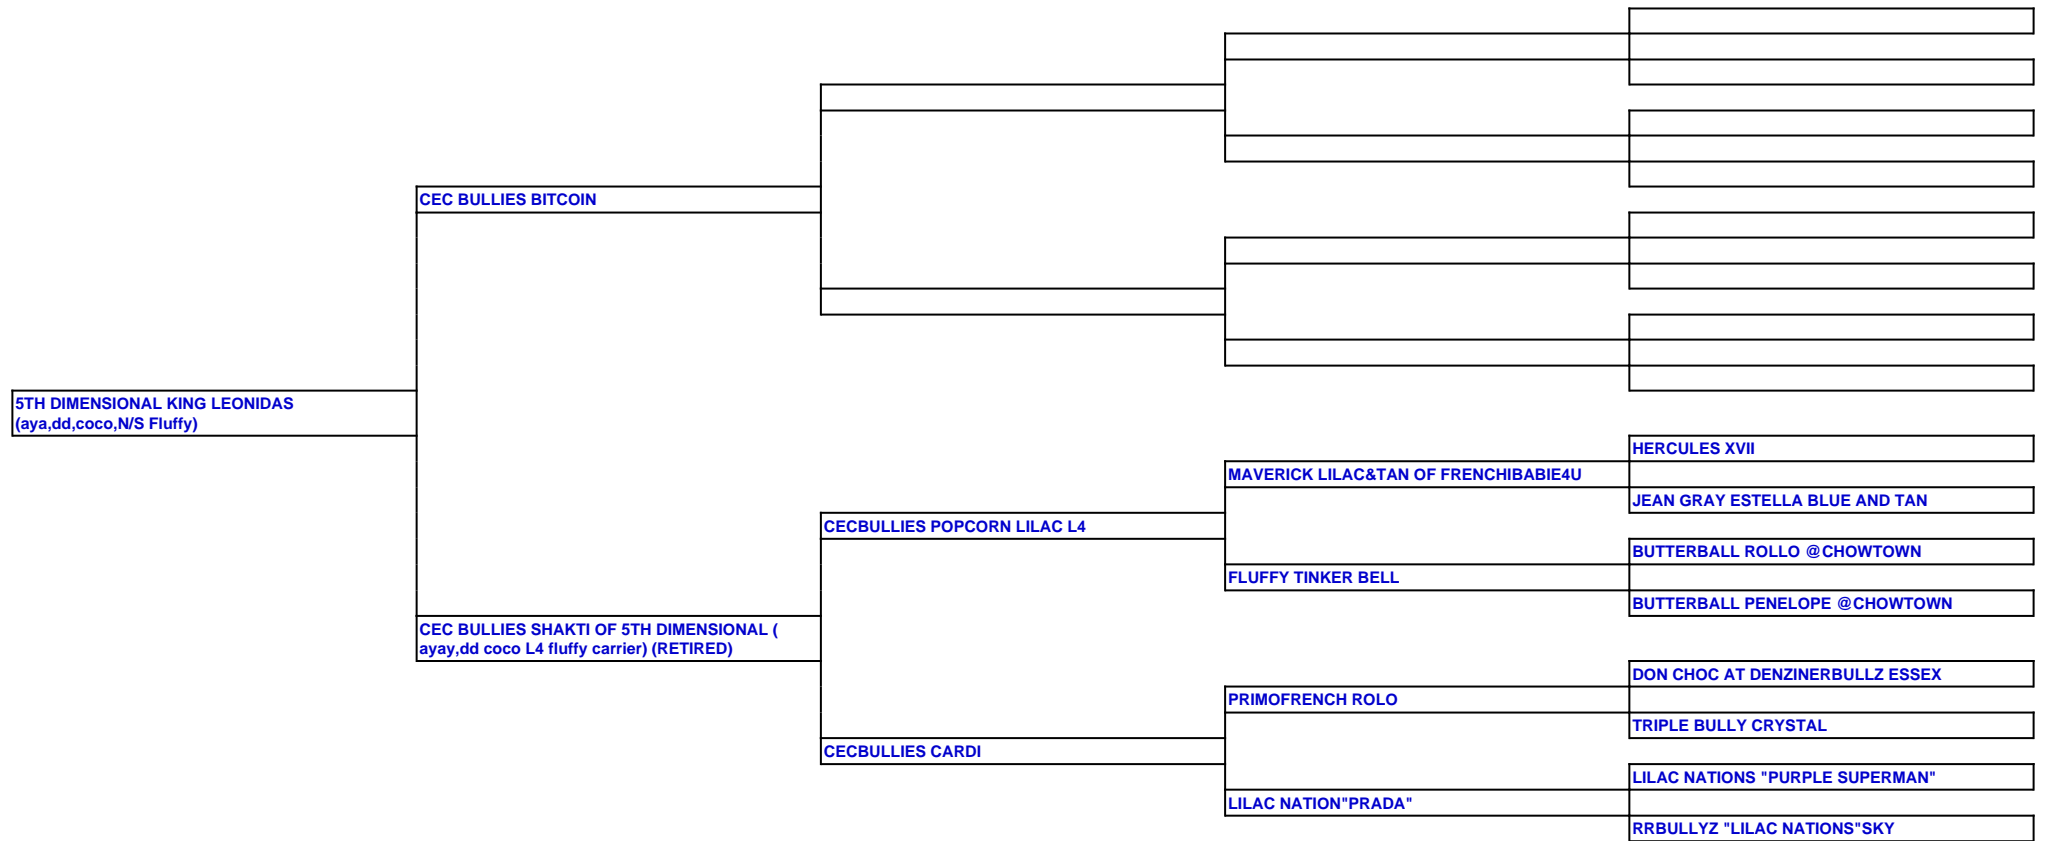 CEC BULLIES BITCOIN
5TH DIMENSIONAL KING LEONIDAS
(aya,dd,coco,N/S Fluffy)
HERCULES XVII
MAVERICK LILAC&TAN OF FRENCHIBABIE4U
JEAN GRAY ESTELLA BLUE AND TAN
CECBULLIES POPCORN LILAC L4
BUTTERBALL ROLLO @CHOWTOWN
FLUFFY TINKER BELL
BUTTERBALL PENELOPE @CHOWTOWN
CEC BULLIES SHAKTI OF 5TH DIMENSIONAL (
ayay,dd coco L4 fluffy carrier) (RETIRED)
DON CHOC AT DENZINERBULLZ ESSEX
PRIMOFRENCH ROLO
TRIPLE BULLY CRYSTAL
CECBULLIES CARDI
LILAC NATIONS "PURPLE SUPERMAN"
LILAC NATION"PRADA"
RRBULLYZ "LILAC NATIONS"SKY